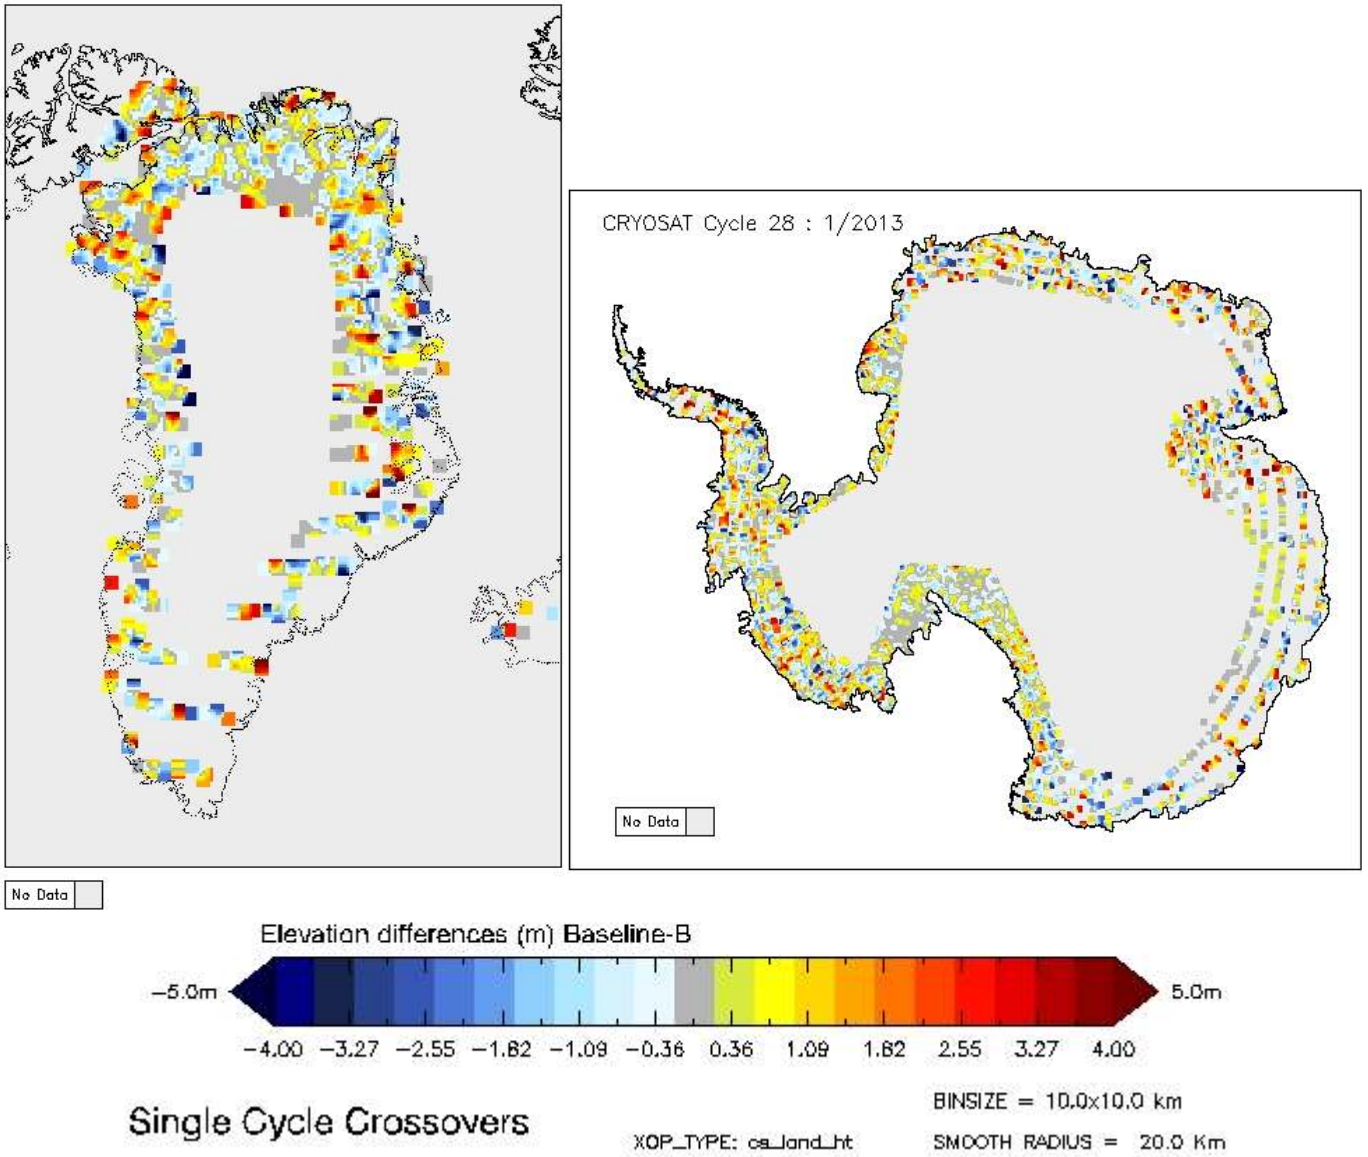 CRYOSAT Cycle 28 : 1/2013
No Data
No Data
Elevation differences (m) Baseline-B
-5.0m
5.0m
-4.00 -3.27 -2.55 -1.82 -1.09 -0.36 0.36 1.09 1.82 2.55 3.27 4.00
Single Cycle Crossovers
BINSIZE = 10.0x10.0 km
XOP_TYPE: cs_land_ht
SMOOTH RADIUS = 20.0 Km